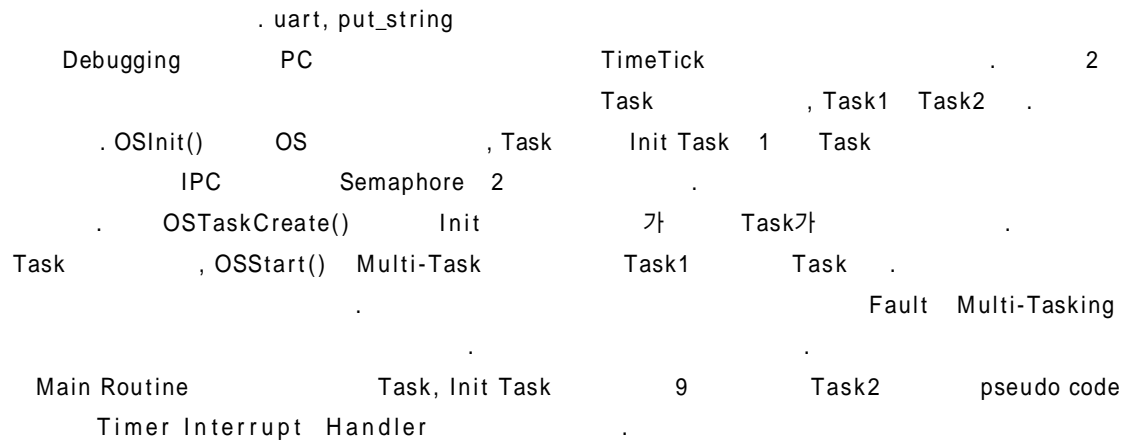 . uart, put_string
Debugging PC TimeTick . 2
Task , Task1 Task2 .
. OSInit() OS , Task Init Task 1 Task
IPC Semaphore 2 .
. OSTaskCreate() Init 가 Task가 .
Task , OSStart() Multi-Task Task1 Task .
. Fault Multi-Tasking
. .
Main Routine Task, Init Task 9 Task2 pseudo code
Timer Interrupt Handler .